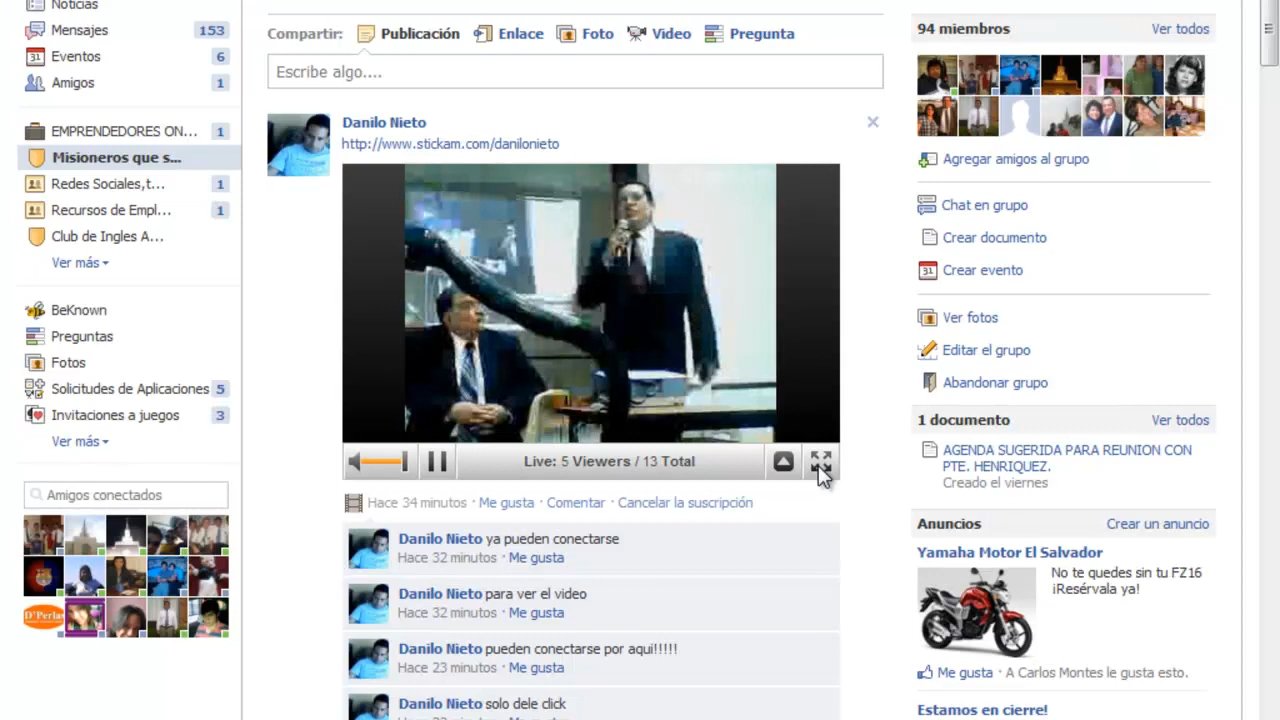 Noticias
Mensajes 153
Eventos 6
Amigos 1
EMPRENDEDORES ON... 1
Misioneros que s...
Redes Sociales,t... 1
Recursos de Empl... 1
Club de Ingles A...
Ver más
BeKnown
Preguntas
Fotos
Solicitudes de Aplicaciones 5
Invitaciones a juegos 3
Ver más
Amigos conectados
D'Perlas
Compartir: Publicación Enlace Foto Video Pregunta
Escribe algo....
Danilo Nieto
http://www.stickam.com/danilonieto
Live: 5 Viewers / 13 Total
Hace 34 minutos · Me gusta · Comentar · Cancelar la suscripción
Danilo Nieto ya pueden conectarse
Hace 32 minutos · Me gusta
Danilo Nieto para ver el video
Hace 32 minutos · Me gusta
Danilo Nieto pueden conectarse por aqui!!!!!
Hace 23 minutos · Me gusta
Danilo Nieto solo dele click
94 miembros Ver todos
Agregar amigos al grupo
Chat en grupo
Crear documento
31 Crear evento
Ver fotos
Editar el grupo
Abandonar grupo
1 documento Ver todos
AGENDA SUGERIDA PARA REUNION CON
PTE. HENRIQUEZ.
Creado el viernes
Anuncios Crear un anuncio
Yamaha Motor El Salvador
No te quedes sin tu FZ16
¡Resérvala ya!
Me gusta · A Carlos Montes le gusta esto.
Estamos en cierre!